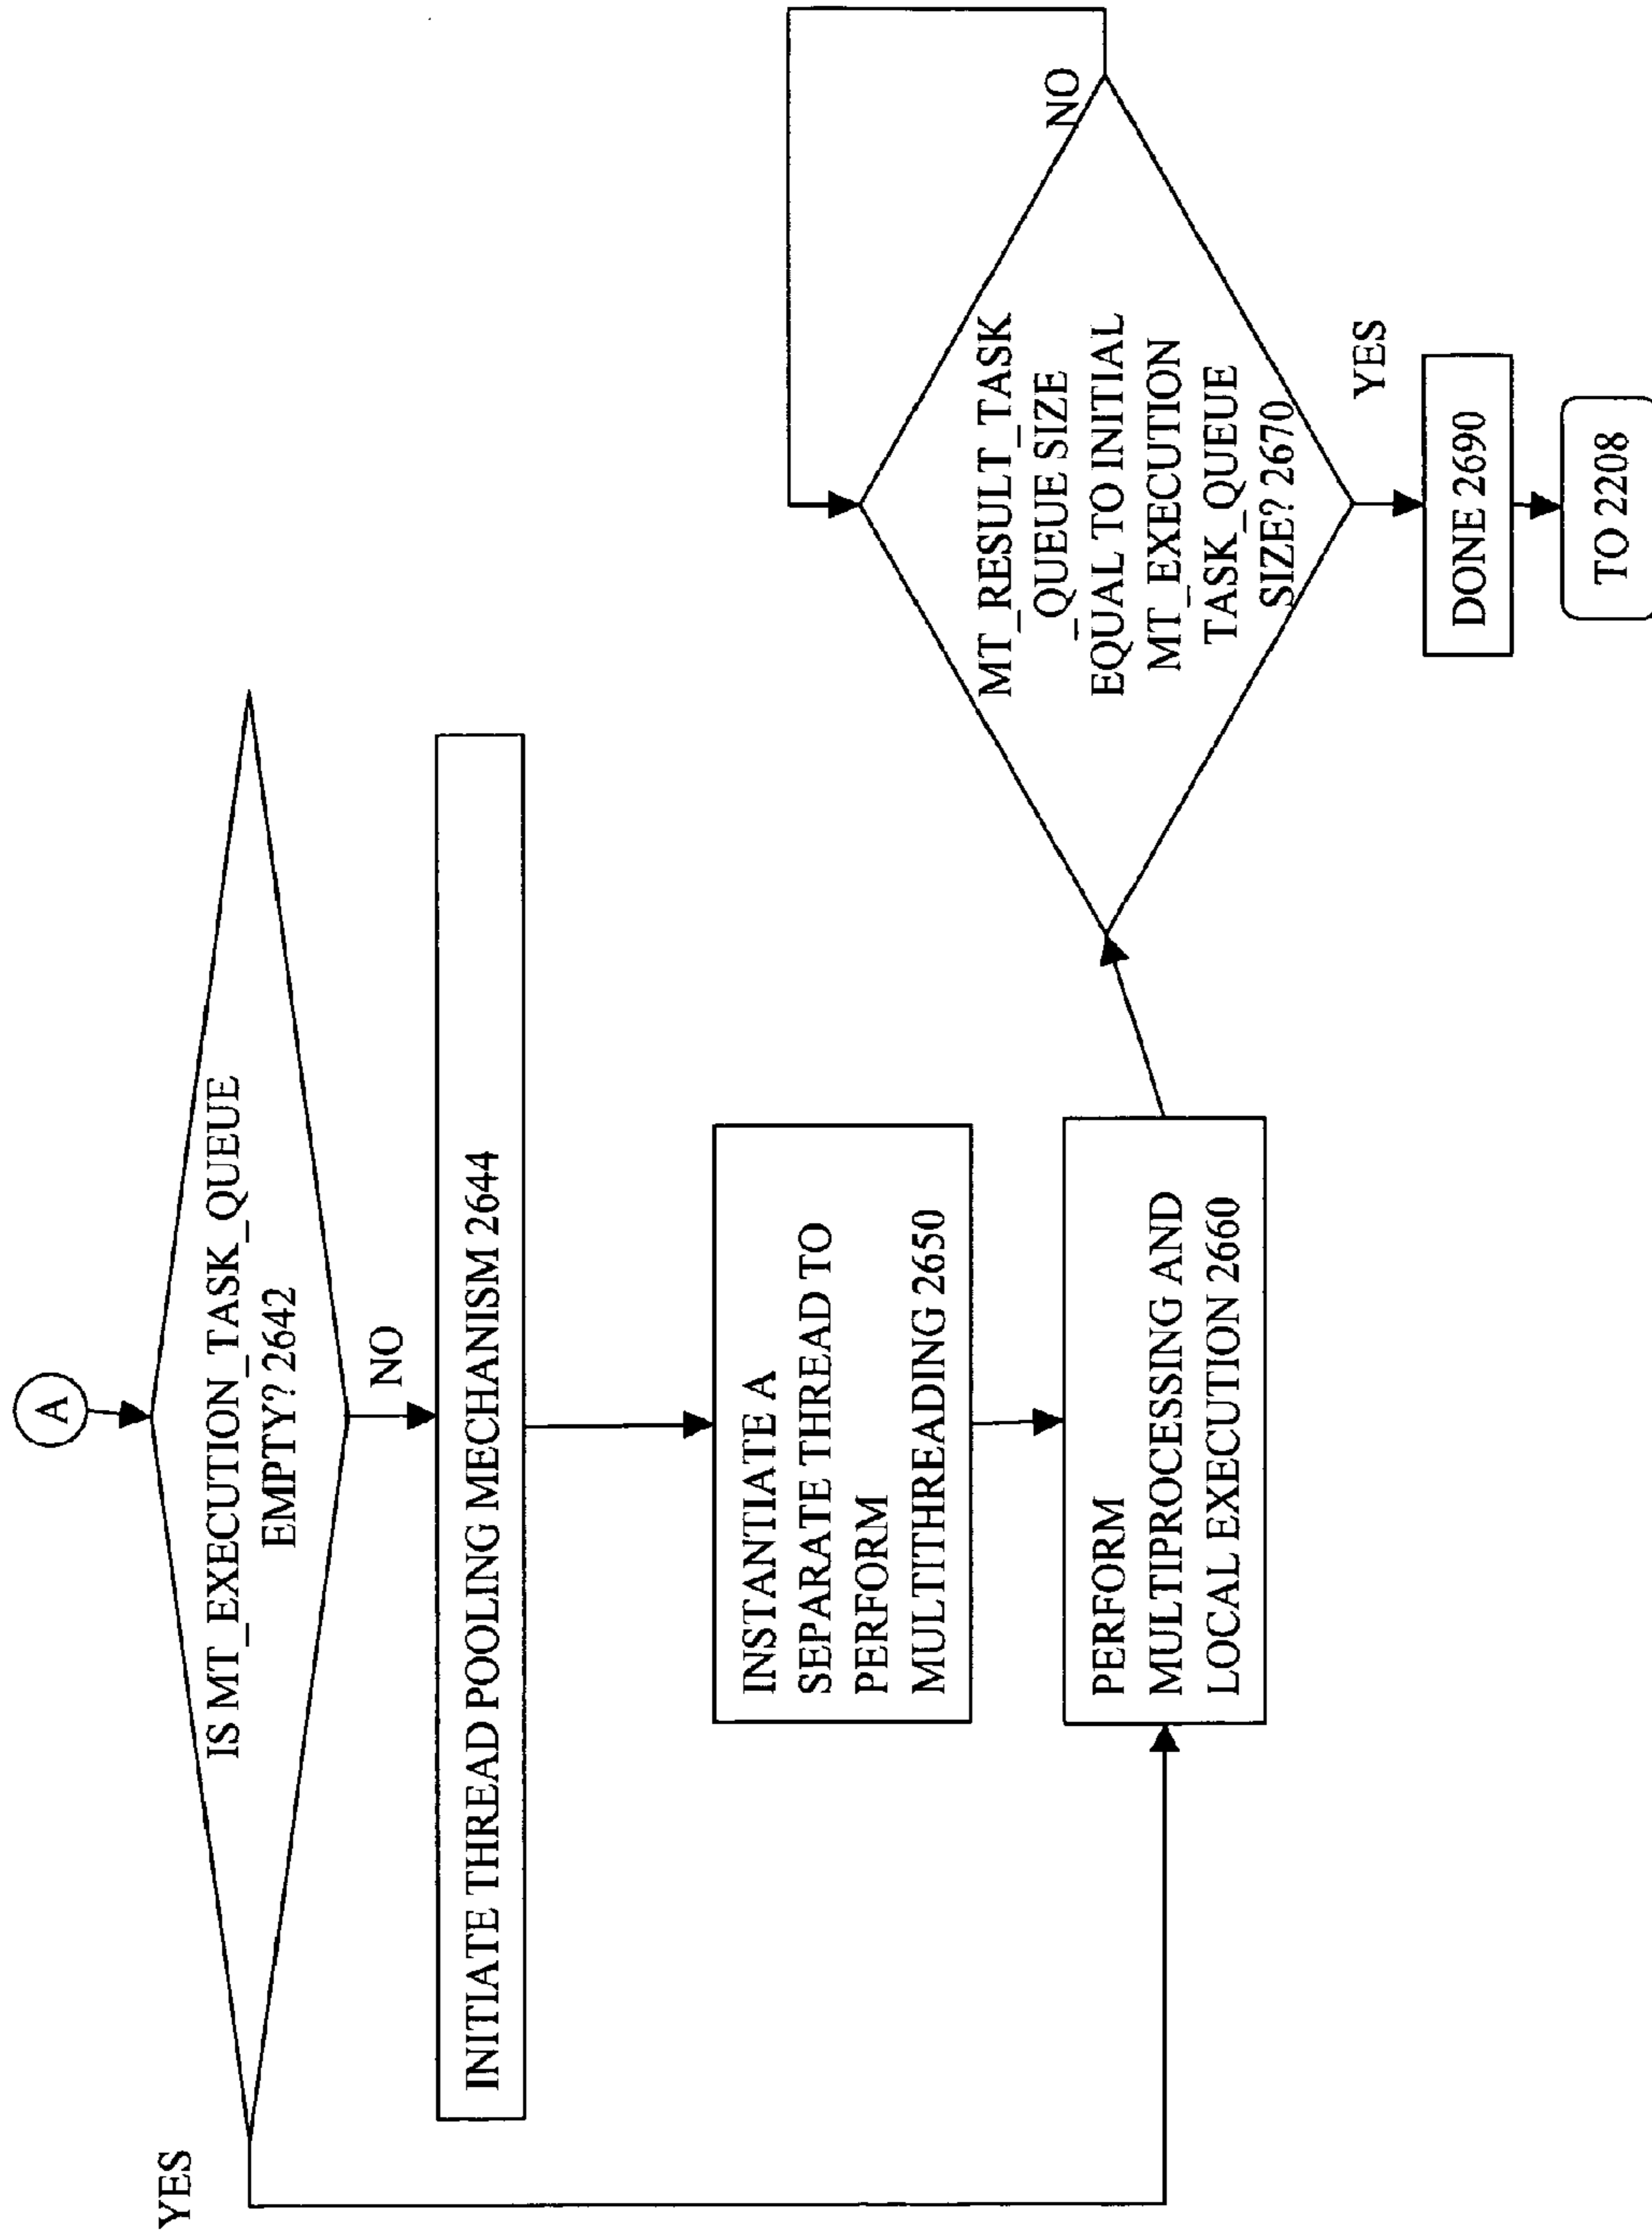 A
IS MT_EXECUTION_TASK_QUEUE
EMPTY? 2642
YES
NO
INITIATE THREAD POOLING MECHANISM 2644
INSTANTIATE A
SEPARATE THREAD TO
PERFORM
MULTITHREADING 2650
PERFORM
MULTIPROCESSING AND
LOCAL EXECUTION 2660
MT_RESULT_TASK
_QUEUE SIZE
EQUAL TO INITIAL
MT_EXECUTION
TASK_QUEUE
SIZE? 2670
NO
YES
DONE 2690
TO 2208